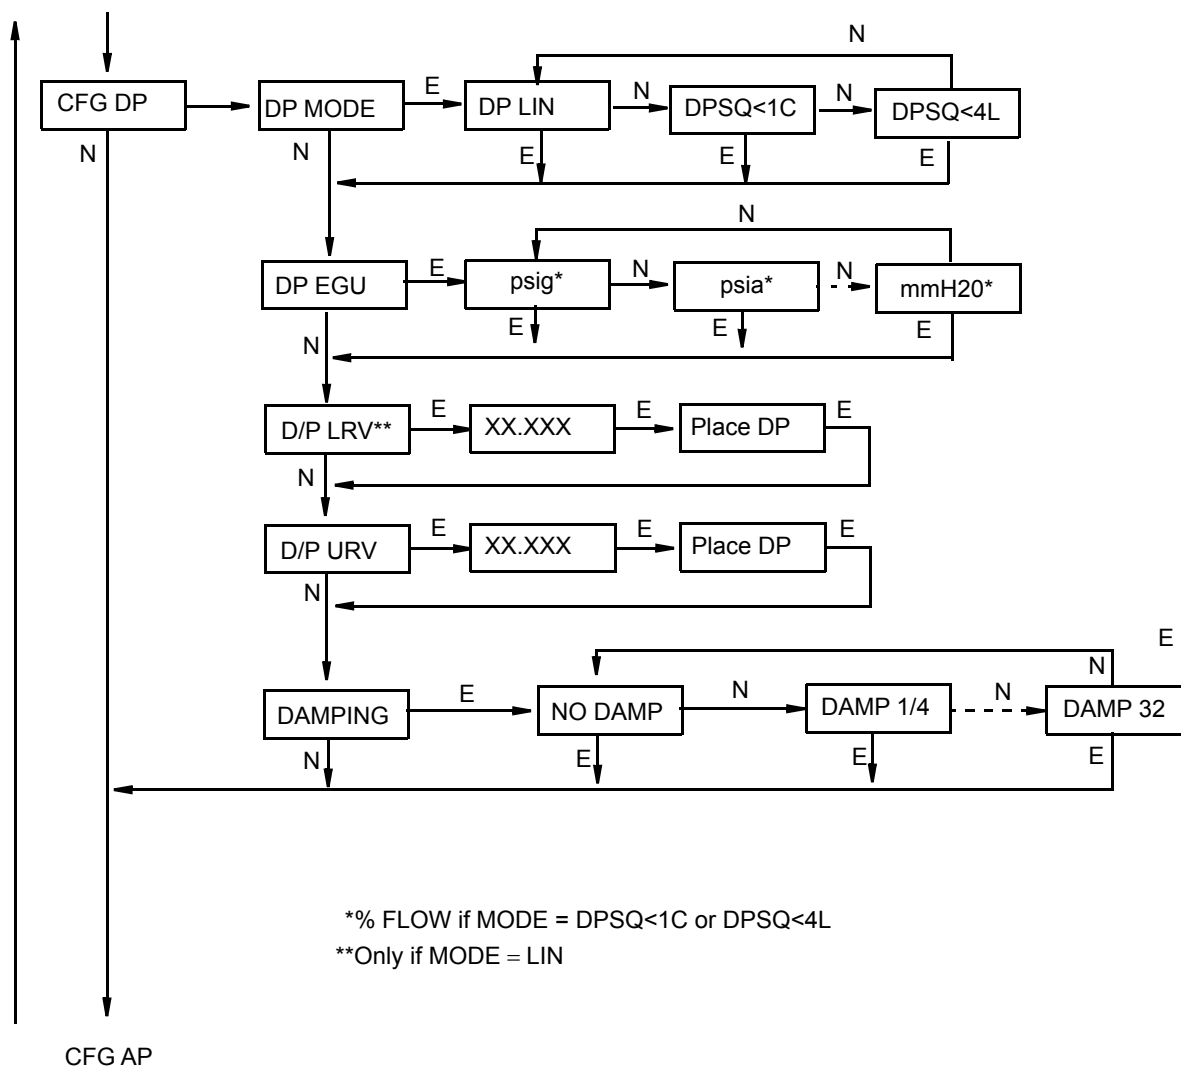 N
CFG DP
DP MODE
E
DP LIN
N
DPSQ<1C
N
DPSQ<4L
N
N
E
E
E
N
DP EGU
E
psig*
N
psia*
N
mmH20*
N
E
E
E
D/P LRV**
E
XX.XXX
E
Place DP
E
N
D/P URV
E
XX.XXX
E
Place DP
E
N
E
N
DAMPING
E
NO DAMP
N
DAMP 1/4
N
DAMP 32
N
E
E
E
*% FLOW if MODE = DPSQ<1C or DPSQ<4L
**Only if MODE = LIN
CFG AP